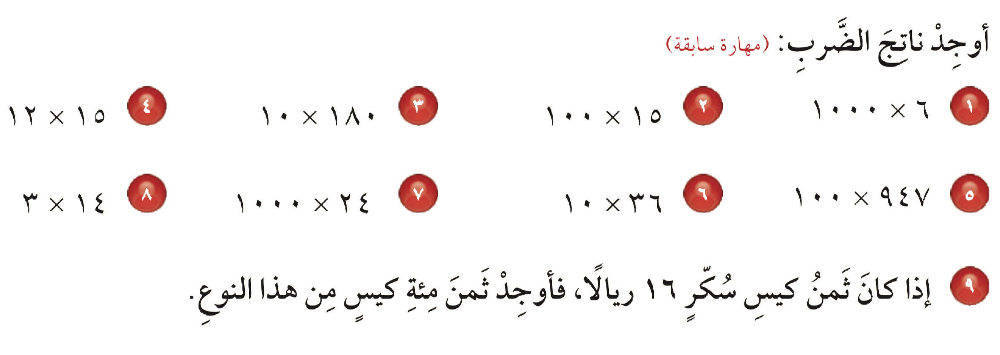 أوجِدْ ناتِجَ الضَّربِ: (مهارة سابقة)
١ ٦ × ١٠٠٠ ٢ ١٥ × ١٠٠ ٣ ١٨٠ × ١٠ ٤ ١٥ × ١٢
٥ ٩٤٧ × ١٠٠ ٦ ٣٦ × ١٠ ٧ ٢٤ × ١٠٠٠ ٨ ١٤ × ٣
٩ إذا كانَ ثَمنُ كيسِ سُكّرٍ ١٦ ريالًا، فأوجِدْ ثَمنَ مِئةِ كيسٍ مِن هذا النوعِ.